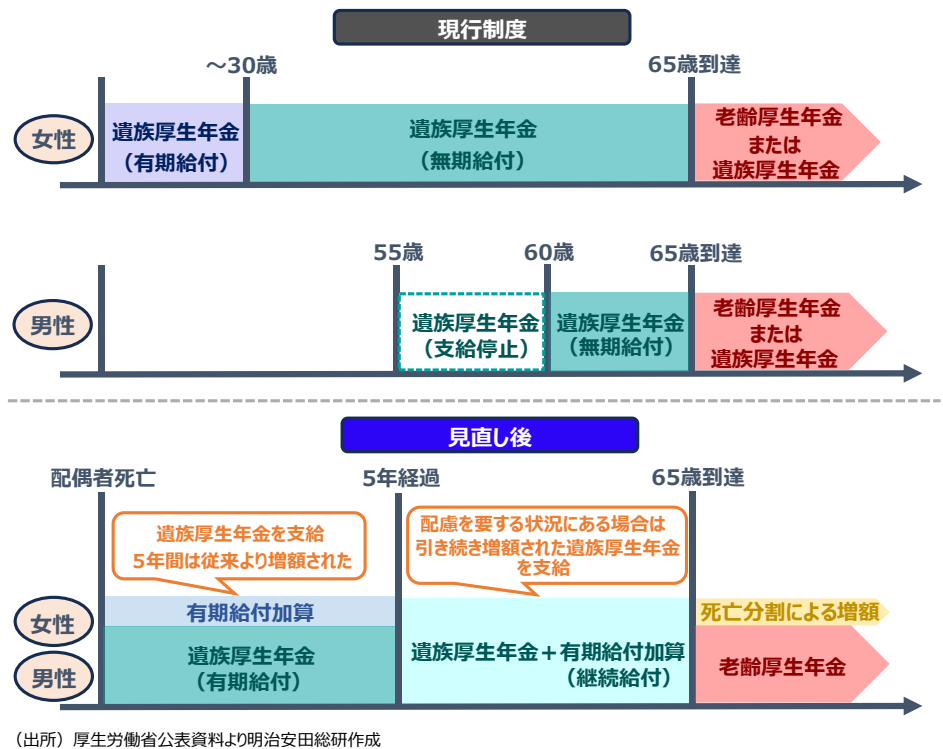 現行制度
～30歳
65歳到達
女性
遺族厚生年金
（有期給付）
遺族厚生年金
（無期給付）
老齢厚生年金
または
遺族厚生年金
55歳
60歳
65歳到達
男性
遺族厚生年金
（支給停止）
遺族厚生年金
（無期給付）
老齢厚生年金
または
遺族厚生年金
見直し後
配偶者死亡
5年経過
65歳到達
遺族厚生年金を支給
５年間は従来より増額された
配慮を要する状況にある場合は
引き続き増額された遺族厚生年金
を支給
女性
有期給付加算
死亡分割による増額
男性
遺族厚生年金
（有期給付）
遺族厚生年金＋有期給付加算
（継続給付）
老齢厚生年金
（出所）厚生労働省公表資料より明治安田総研作成